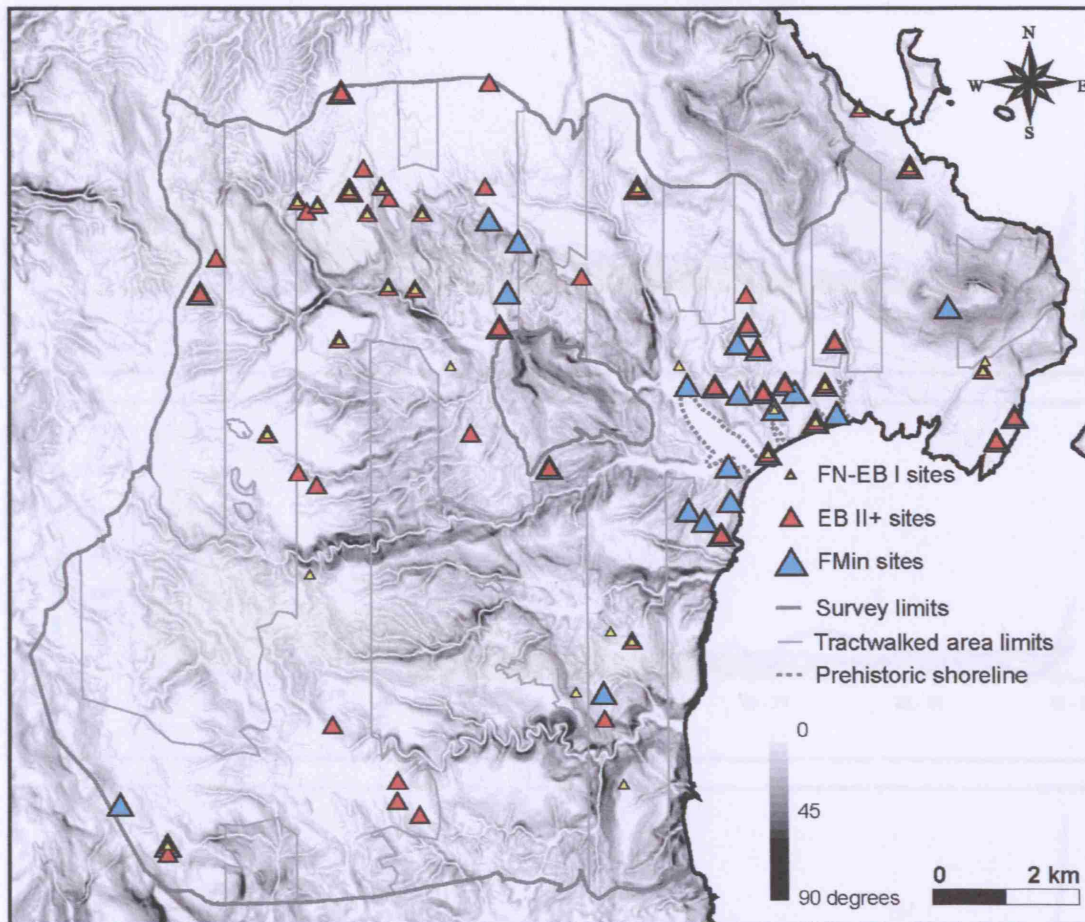 N
W E
S
FN-EB I sites
EB II+ sites
FMin sites
Survey limits
Tractwalked area limits
Prehistoric shoreline
0
45
90 degrees
0 2 km